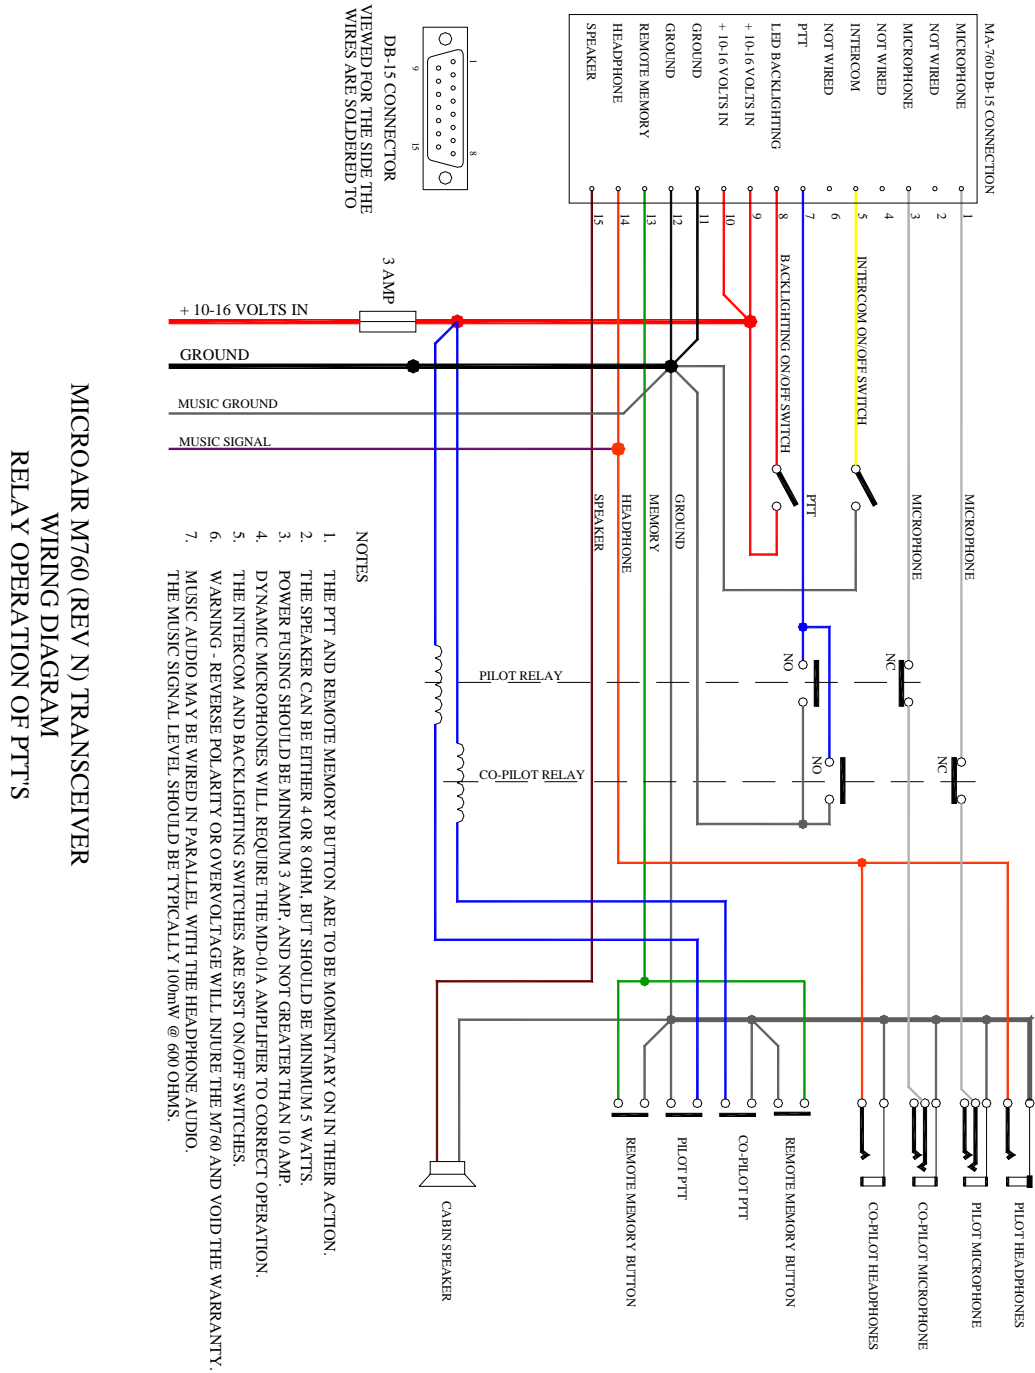 MA-760 DB-15 CONNECTION
MICROPHONE 1
NOT WIRED 2
MICROPHONE 3
NOT WIRED 4
INTERCOM 5
NOT WIRED 6
PTT 7
LED BACKLIGHTING 8
+ 10-16 VOLTS IN 9
+ 10-16 VOLTS IN 10
GROUND 11
GROUND 12
REMOTE MEMORY 13
HEADPHONE 14
SPEAKER 15
1
8
9
15
DB-15 CONNECTOR
VIEWED FOR THE SIDE THE
WIRES ARE SOLDERED TO
INTERCOM ON/OFF SWITCH
BACKLIGHTING ON/OFF SWITCH
3 AMP
+ 10-16 VOLTS IN
GROUND
MUSIC GROUND
MUSIC SIGNAL
MICROPHONE
MICROPHONE
PTT
GROUND
MEMORY
HEADPHONE
SPEAKER
NC
NO
PILOT RELAY
NC
NO
CO-PILOT RELAY
PILOT HEADPHONES
PILOT MICROPHONE
CO-PILOT MICROPHONE
CO-PILOT HEADPHONES
REMOTE MEMORY BUTTON
CO-PILOT PTT
PILOT PTT
REMOTE MEMORY BUTTON
CABIN SPEAKER
NOTES
1. THE PTT AND REMOTE MEMORY BUTTON ARE TO BE MOMENTARY ON IN THEIR ACTION.
2. THE SPEAKER CAN BE EITHER 4 OR 8 OHM, BUT SHOULD BE MINIMUM 5 WATTS.
3. POWER FUSING SHOULD BE MINIMUM 3 AMP, AND NOT GREATER THAN 10 AMP.
4. DYNAMIC MICROPHONES WILL REQUIRE THE MD-01A AMPLIFIER TO CORRECT OPERATION.
5. THE INTERCOM AND BACKLIGHTING SWITCHES ARE SPST ON/OFF SWITCHES.
6. WARNING - REVERSE POLARITY OR OVERVOLTAGE WILL INJURE THE M760 AND VOID THE WARRANTY.
7. MUSIC AUDIO MAY BE WIRED IN PARALLEL WITH THE HEADPHONE AUDIO.
THE MUSIC SIGNAL LEVEL SHOULD BE TYPICALLY 100mW @ 600 OHMS.
MICROAIR M760 (REV N) TRANSCEIVER
WIRING DIAGRAM
RELAY OPERATION OF PTT'S